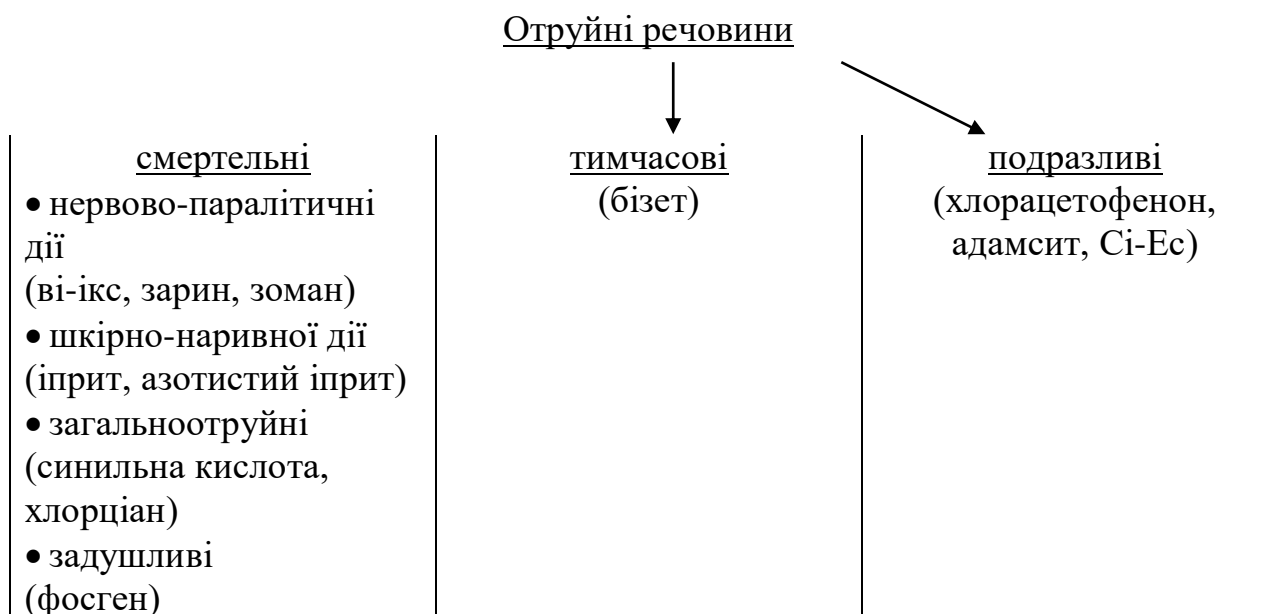 Отруйні речовини
смертельні
• нервово-паралітичні
дії
(ві-ікс, зарин, зоман)
• шкірно-наривної дії
(іприт, азотистий іприт)
• загальноотруйні
(синильна кислота,
хлорціан)
• задушливі
(фосген)
тимчасові
(бізет)
подразливі
(хлорацетофенон,
адамсит, Сі-Ес)